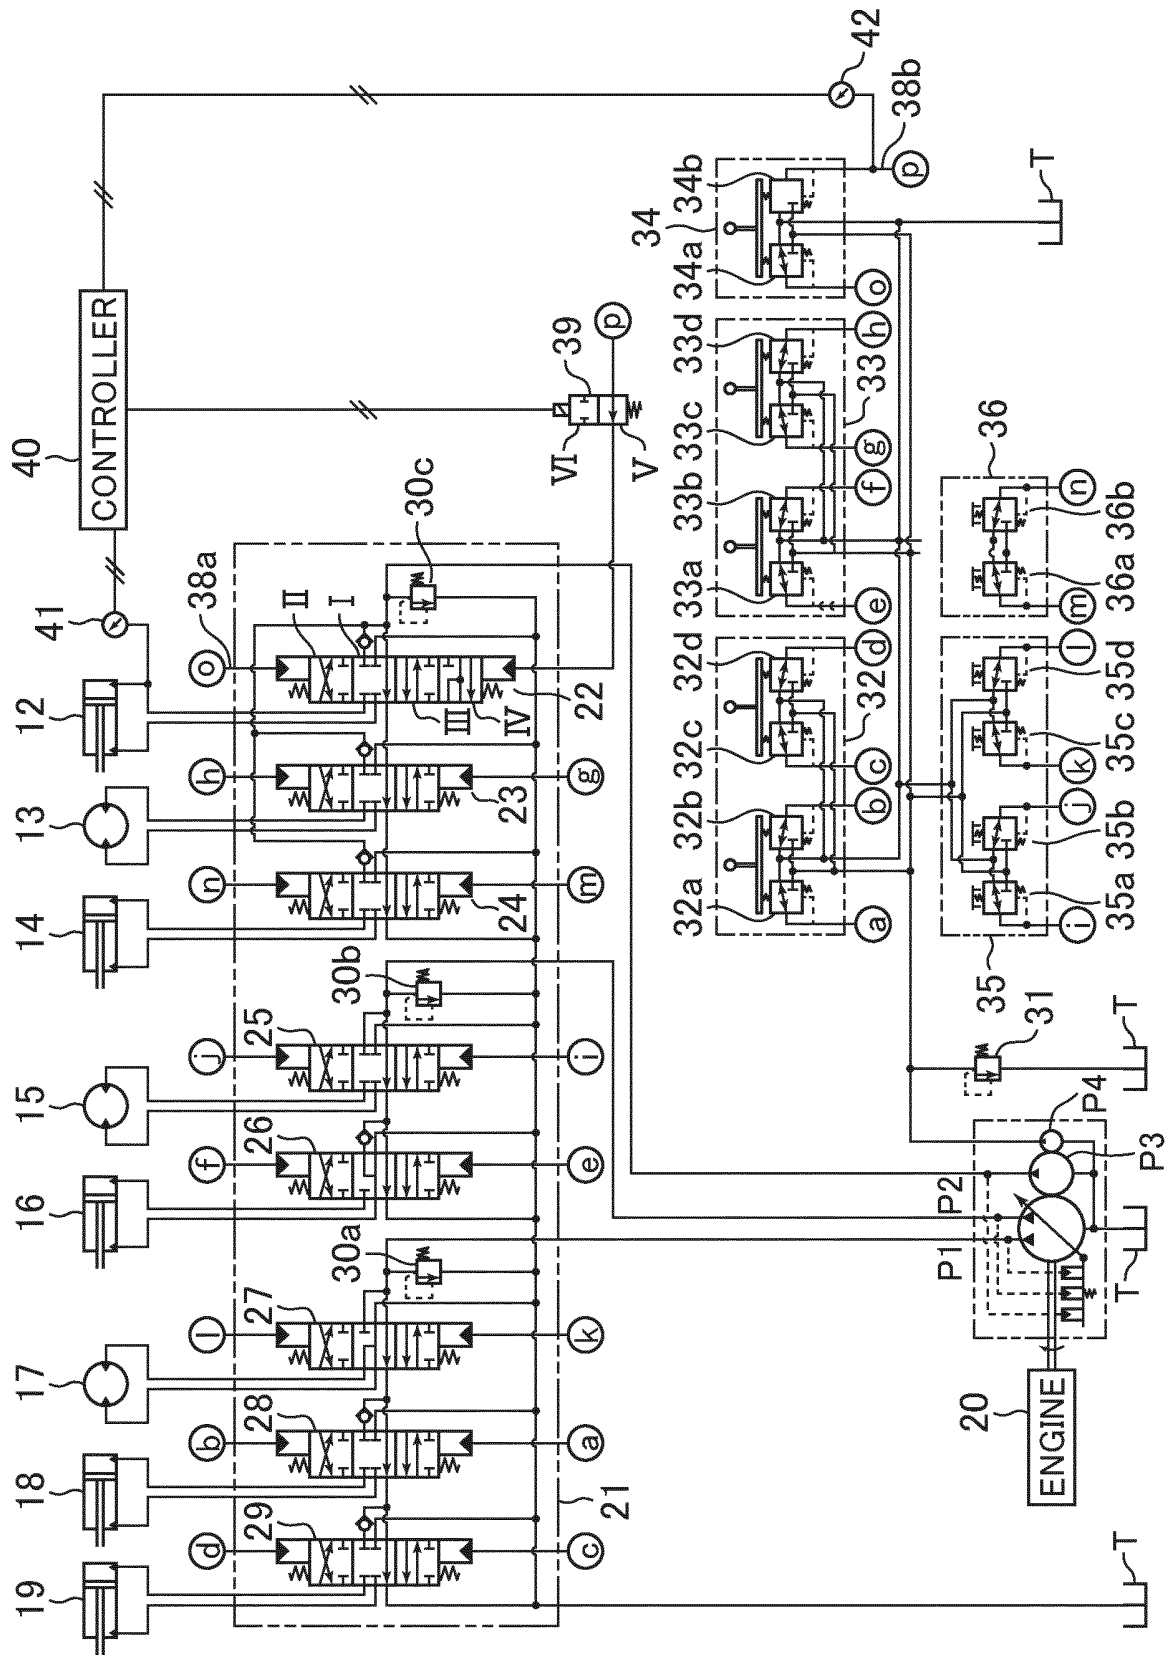 19
18
17
16
15
14
13
12
41
40
CONTROLLER
d
b
l
f
j
n
h
o
38a
29
28
27
26
25
30a
30b
30c
II
I
III
IV
22
23
24
c
a
k
e
i
m
g
21
VI
V
39
p
42
38b
32a
32b
32c
32d
33a
33b
33c
33d
34a
34b
34
a
b
c
d
32
e
f
g
h
33
o
p
T
35
36
31
i
j
k
l
m
n
35a
35b
35c
35d
36a
36b
P1
P2
P3
P4
20
ENGINE
T
T
T
T